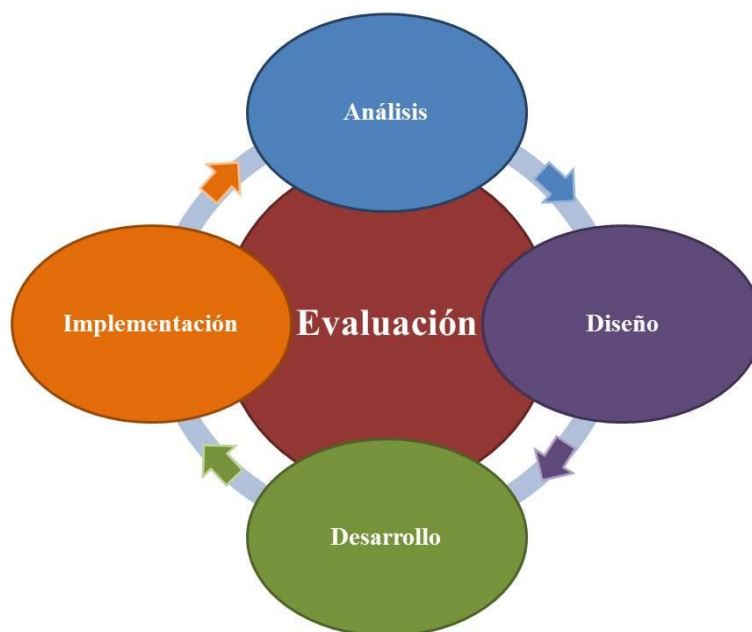 Análisis
Implementación
Evaluación
Diseño
Desarrollo